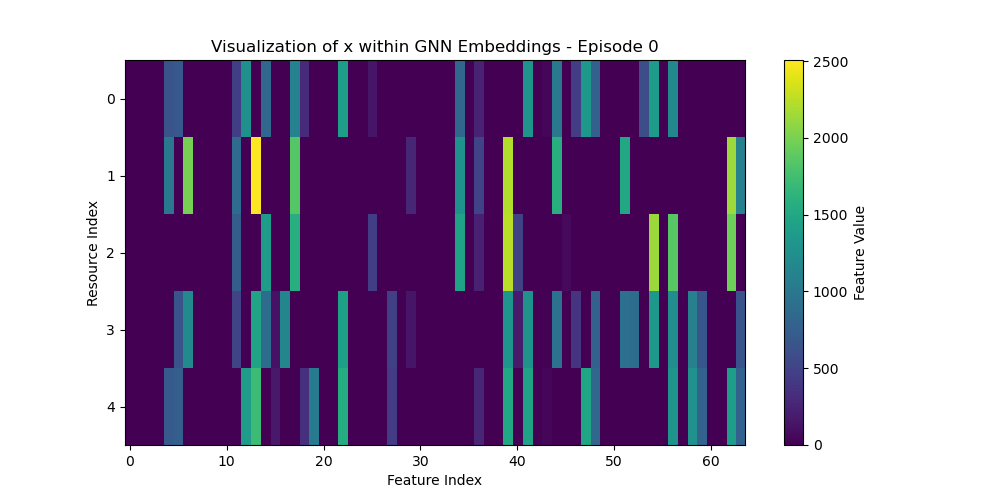 Visualization of x within GNN Embeddings - Episode 0
Resource Index
0
1
2
3
4
0 10 20 30 40 50 60
Feature Index
2500
2000
1500
1000
500
0
Feature Value